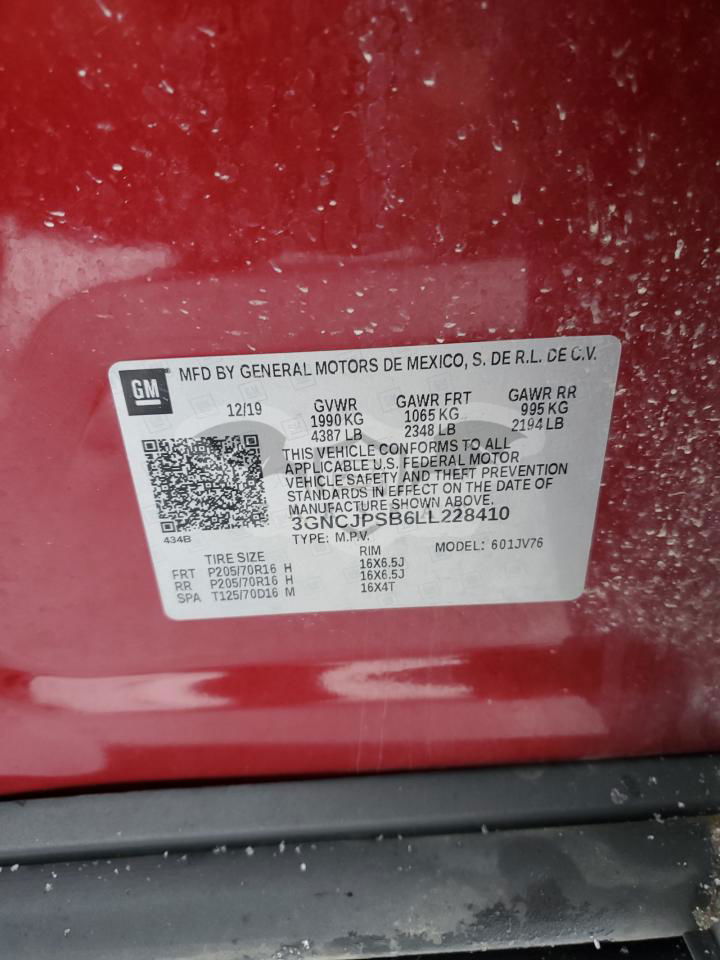 GM
MFD BY GENERAL MOTORS DE MEXICO, S. DE R.L. DE C.V.
12/19 GVWR GAWR FRT GAWR RR
1990 KG 1065 KG 995 KG
4387 LB 2348 LB 2194 LB
THIS VEHICLE CONFORMS TO ALL
APPLICABLE U.S. FEDERAL MOTOR
VEHICLE SAFETY AND THEFT PREVENTION
STANDARDS IN EFFECT ON THE DATE OF
MANUFACTURE SHOWN ABOVE.
3GNCJPSB6LL228410
434B
TYPE: M.P.V.
MODEL: 601JV76
TIRE SIZE RIM
FRT P205/70R16 H 16X6.5J
RR P205/70R16 H 16X6.5J
SPA T125/70D16 M 16X4T